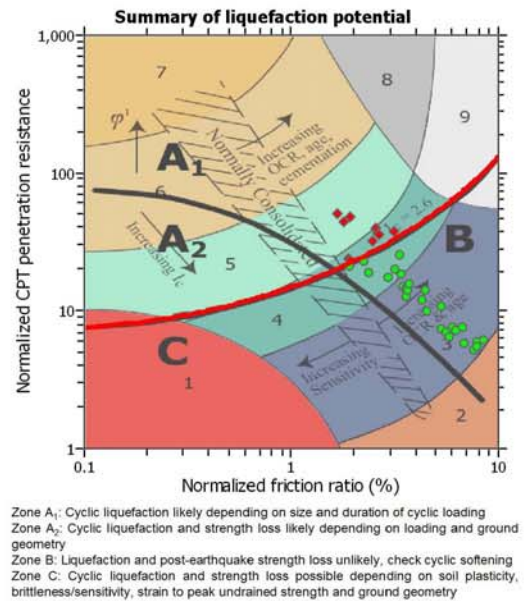 Summary of liquefaction potential
Normalized CPT penetration resistance
1,000
100
10
1
0.1
1
10
Normalized friction ratio (%)
7
8
9
φ'
A1
6
A2
5
4
B
C
1
3
2
Normally Consolidated
Increasing
OCR, age,
cementation
Increasing Ic
= 2.6
Increasing
OCR & age
Increasing
Sensitivity
Zone A1: Cyclic liquefaction likely depending on size and duration of cyclic loading
Zone A2: Cyclic liquefaction and strength loss likely depending on loading and ground
geometry
Zone B: Liquefaction and post-earthquake strength loss unlikely, check cyclic softening
Zone C: Cyclic liquefaction and strength loss possible depending on soil plasticity,
brittleness/sensitivity, strain to peak undrained strength and ground geometry